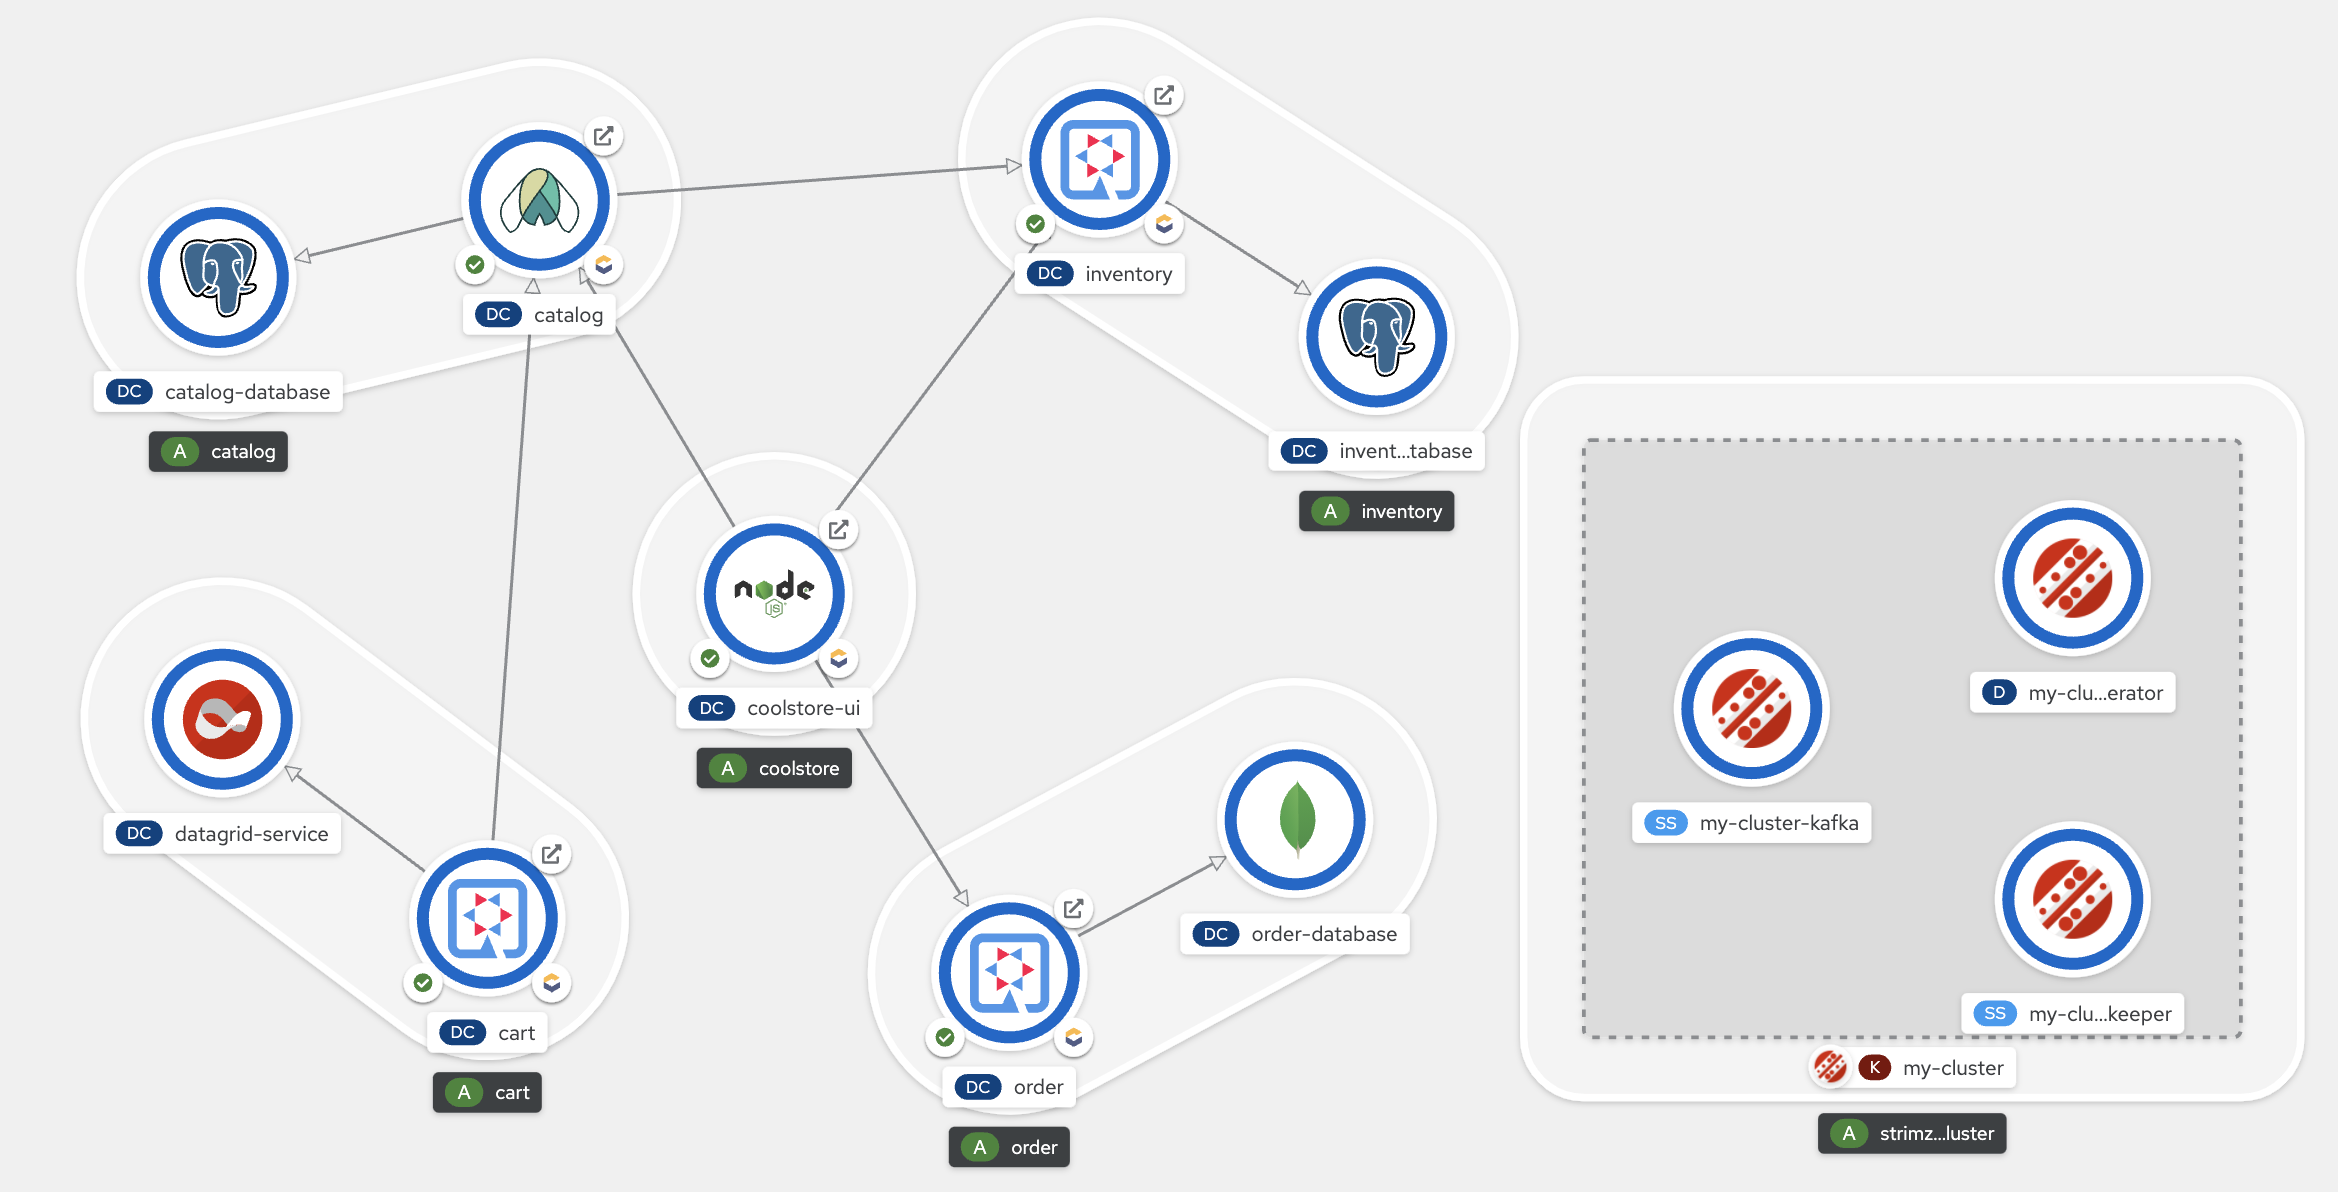 DC catalog
DC catalog-database
A catalog
DC inventory
DC invent...tabase
A inventory
node
JS
DC coolstore-ui
A coolstore
DC datagrid-service
DC cart
A cart
DC order-database
DC order
A order
D my-clu...erator
SS my-cluster-kafka
SS my-clu...keeper
K my-cluster
A strimz...luster